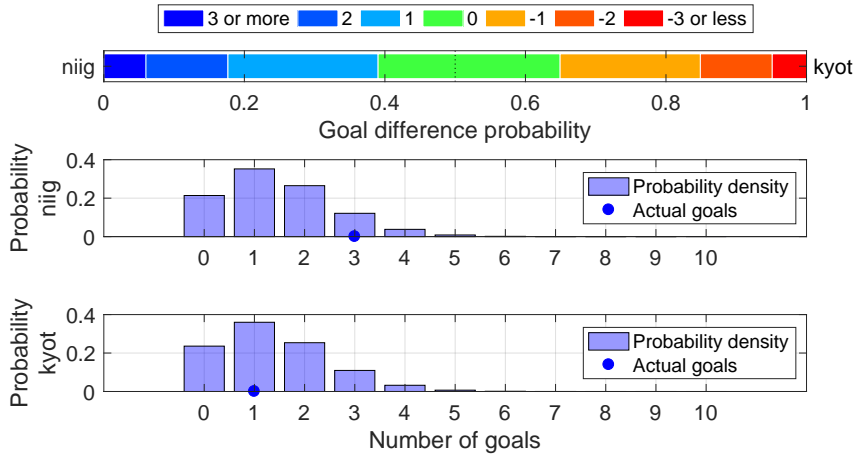 3 or more 2 1 0 -1 -2 -3 or less
niig kyot
0 0.2 0.4 0.6 0.8 1
Goal difference probability
Probability
niig
0.4
0.2
0
Probability density
Actual goals
0 1 2 3 4 5 6 7 8 9 10
Probability
kyot
0.4
0.2
0
Probability density
Actual goals
0 1 2 3 4 5 6 7 8 9 10
Number of goals